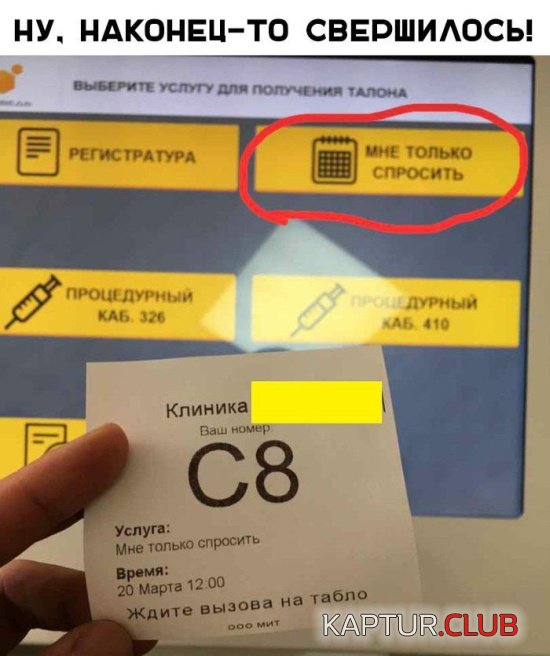 НУ, НАКОНЕЦ-ТО СВЕРШИЛОСЬ!
ВЫБЕРИТЕ УСЛУГУ ДЛЯ ПОЛУЧЕНИЯ ТАЛОНА
РЕГИСТРАТУРА
МНЕ ТОЛЬКО
СПРОСИТЬ
ПРОЦЕДУРНЫЙ
КАБ. 326
ПРОЦЕДУРНЫЙ
КАБ. 410
Клиника
Ваш номер:
C8
Услуга:
Мне только спросить
Время:
20 Марта 12:00
Ждите вызова на табло
ООО МИТ
KAPTUR.CLUB